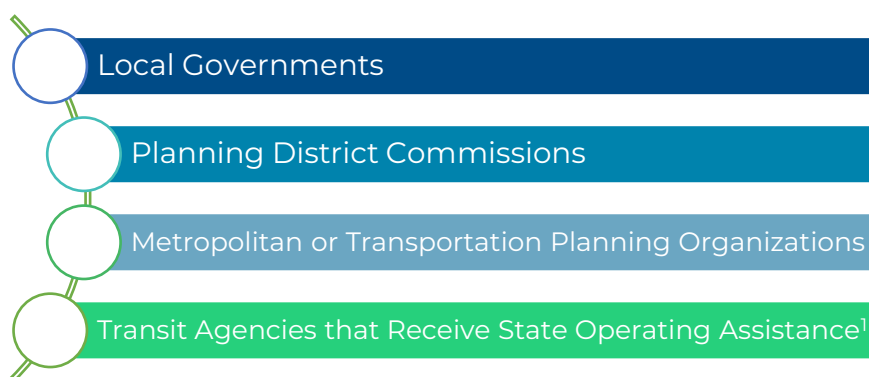 Local Governments
Planning District Commissions
Metropolitan or Transportation Planning Organizations
Transit Agencies that Receive State Operating Assistance¹